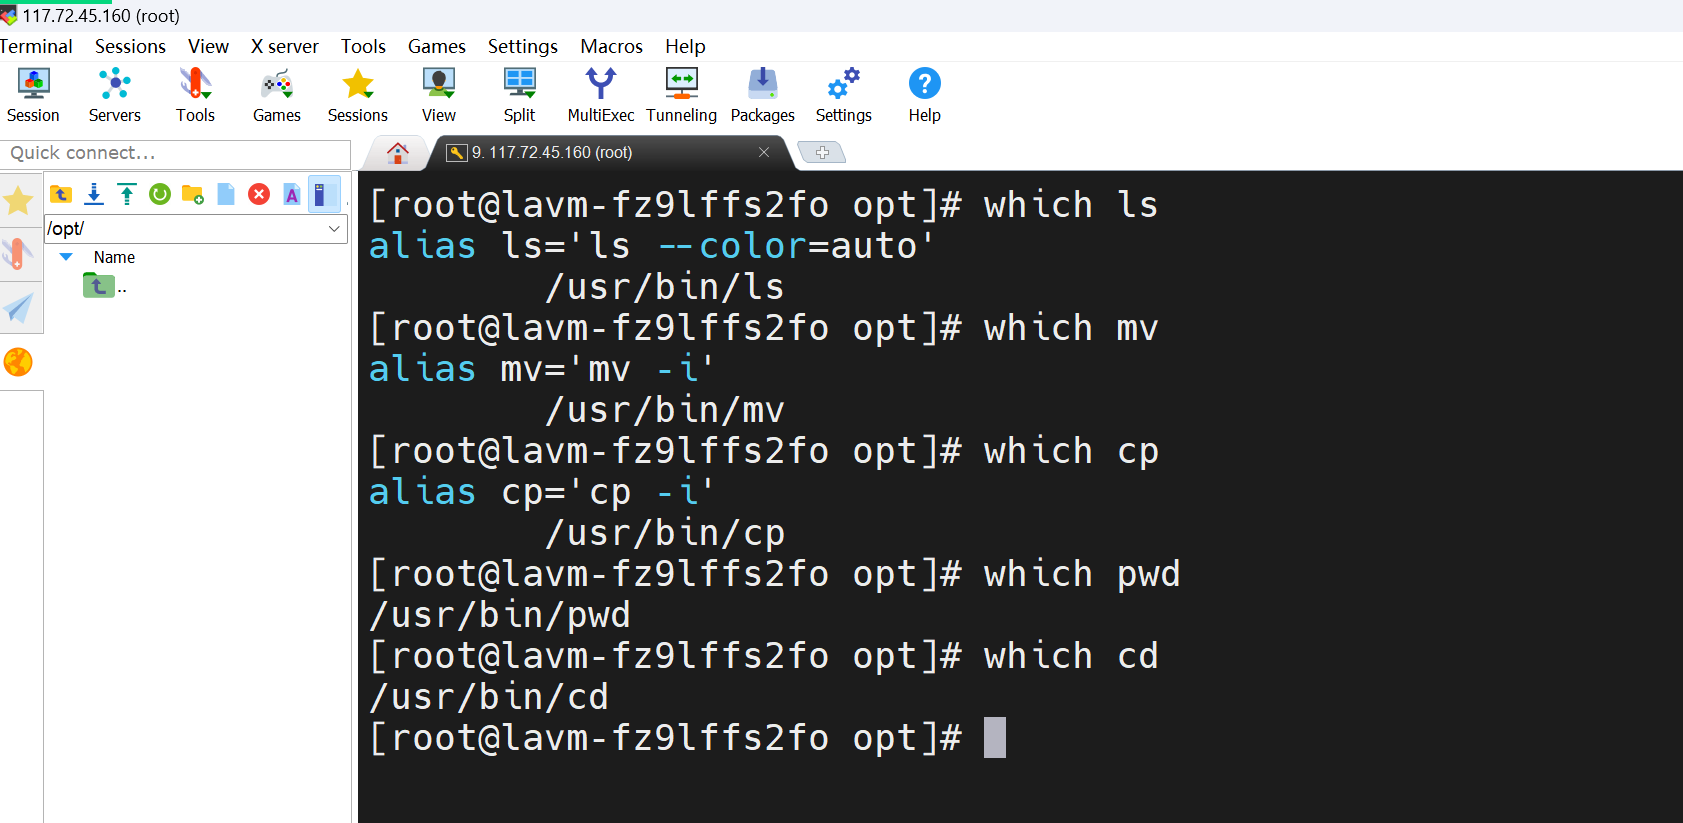 117.72.45.160 (root)
Terminal Sessions View X server Tools Games Settings Macros Help
Session Servers Tools Games Sessions View Split MultiExec Tunneling Packages Settings Help
Quick connect...
9. 117.72.45.160 (root)
/opt/
Name
..
[root@lavm-fz9lffs2fo opt]# which ls
alias ls='ls --color=auto'
/usr/bin/ls
[root@lavm-fz9lffs2fo opt]# which mv
alias mv='mv -i'
/usr/bin/mv
[root@lavm-fz9lffs2fo opt]# which cp
alias cp='cp -i'
/usr/bin/cp
[root@lavm-fz9lffs2fo opt]# which pwd
/usr/bin/pwd
[root@lavm-fz9lffs2fo opt]# which cd
/usr/bin/cd
[root@lavm-fz9lffs2fo opt]#